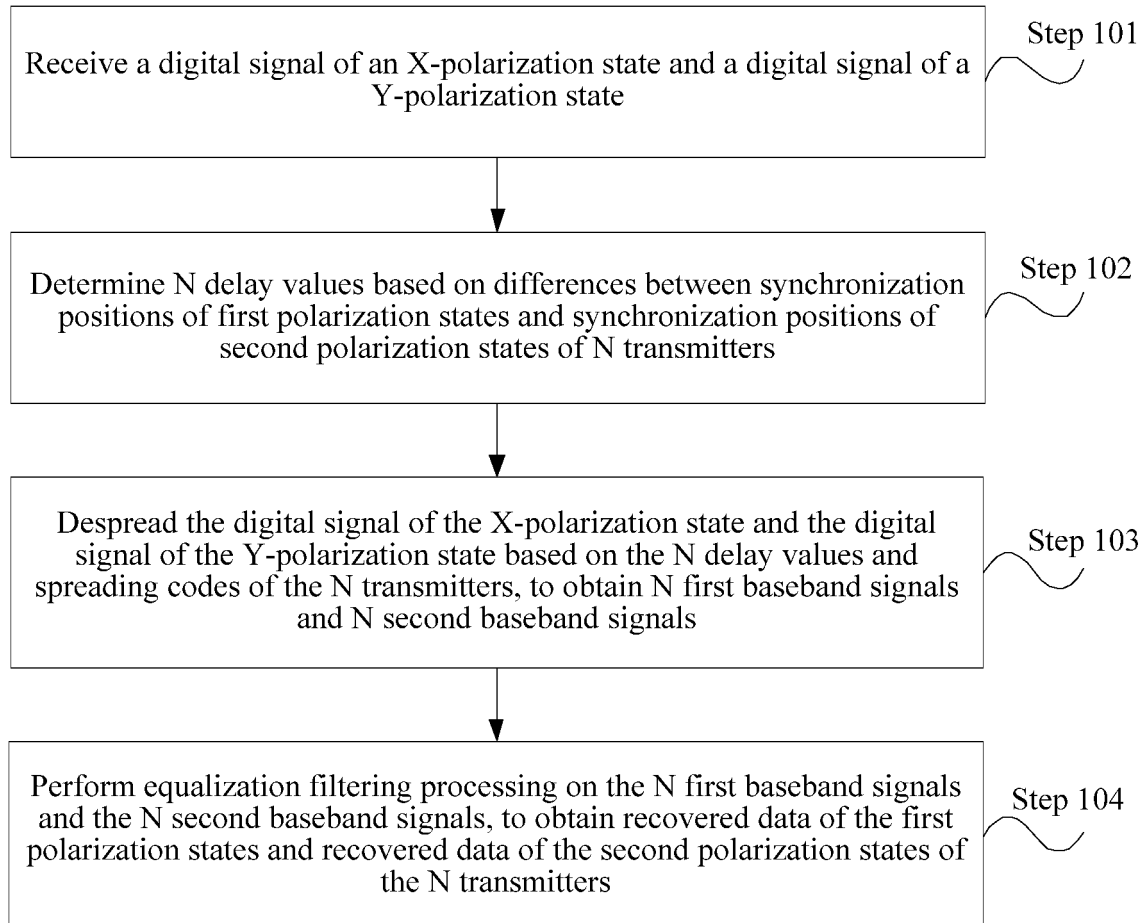 Step 101
Receive a digital signal of an X-polarization state and a digital signal of a
Y-polarization state
Step 102
Determine N delay values based on differences between synchronization
positions of first polarization states and synchronization positions of
second polarization states of N transmitters
Step 103
Despread the digital signal of the X-polarization state and the digital
signal of the Y-polarization state based on the N delay values and
spreading codes of the N transmitters, to obtain N first baseband signals
and N second baseband signals
Step 104
Perform equalization filtering processing on the N first baseband signals
and the N second baseband signals, to obtain recovered data of the first
polarization states and recovered data of the second polarization states of
the N transmitters